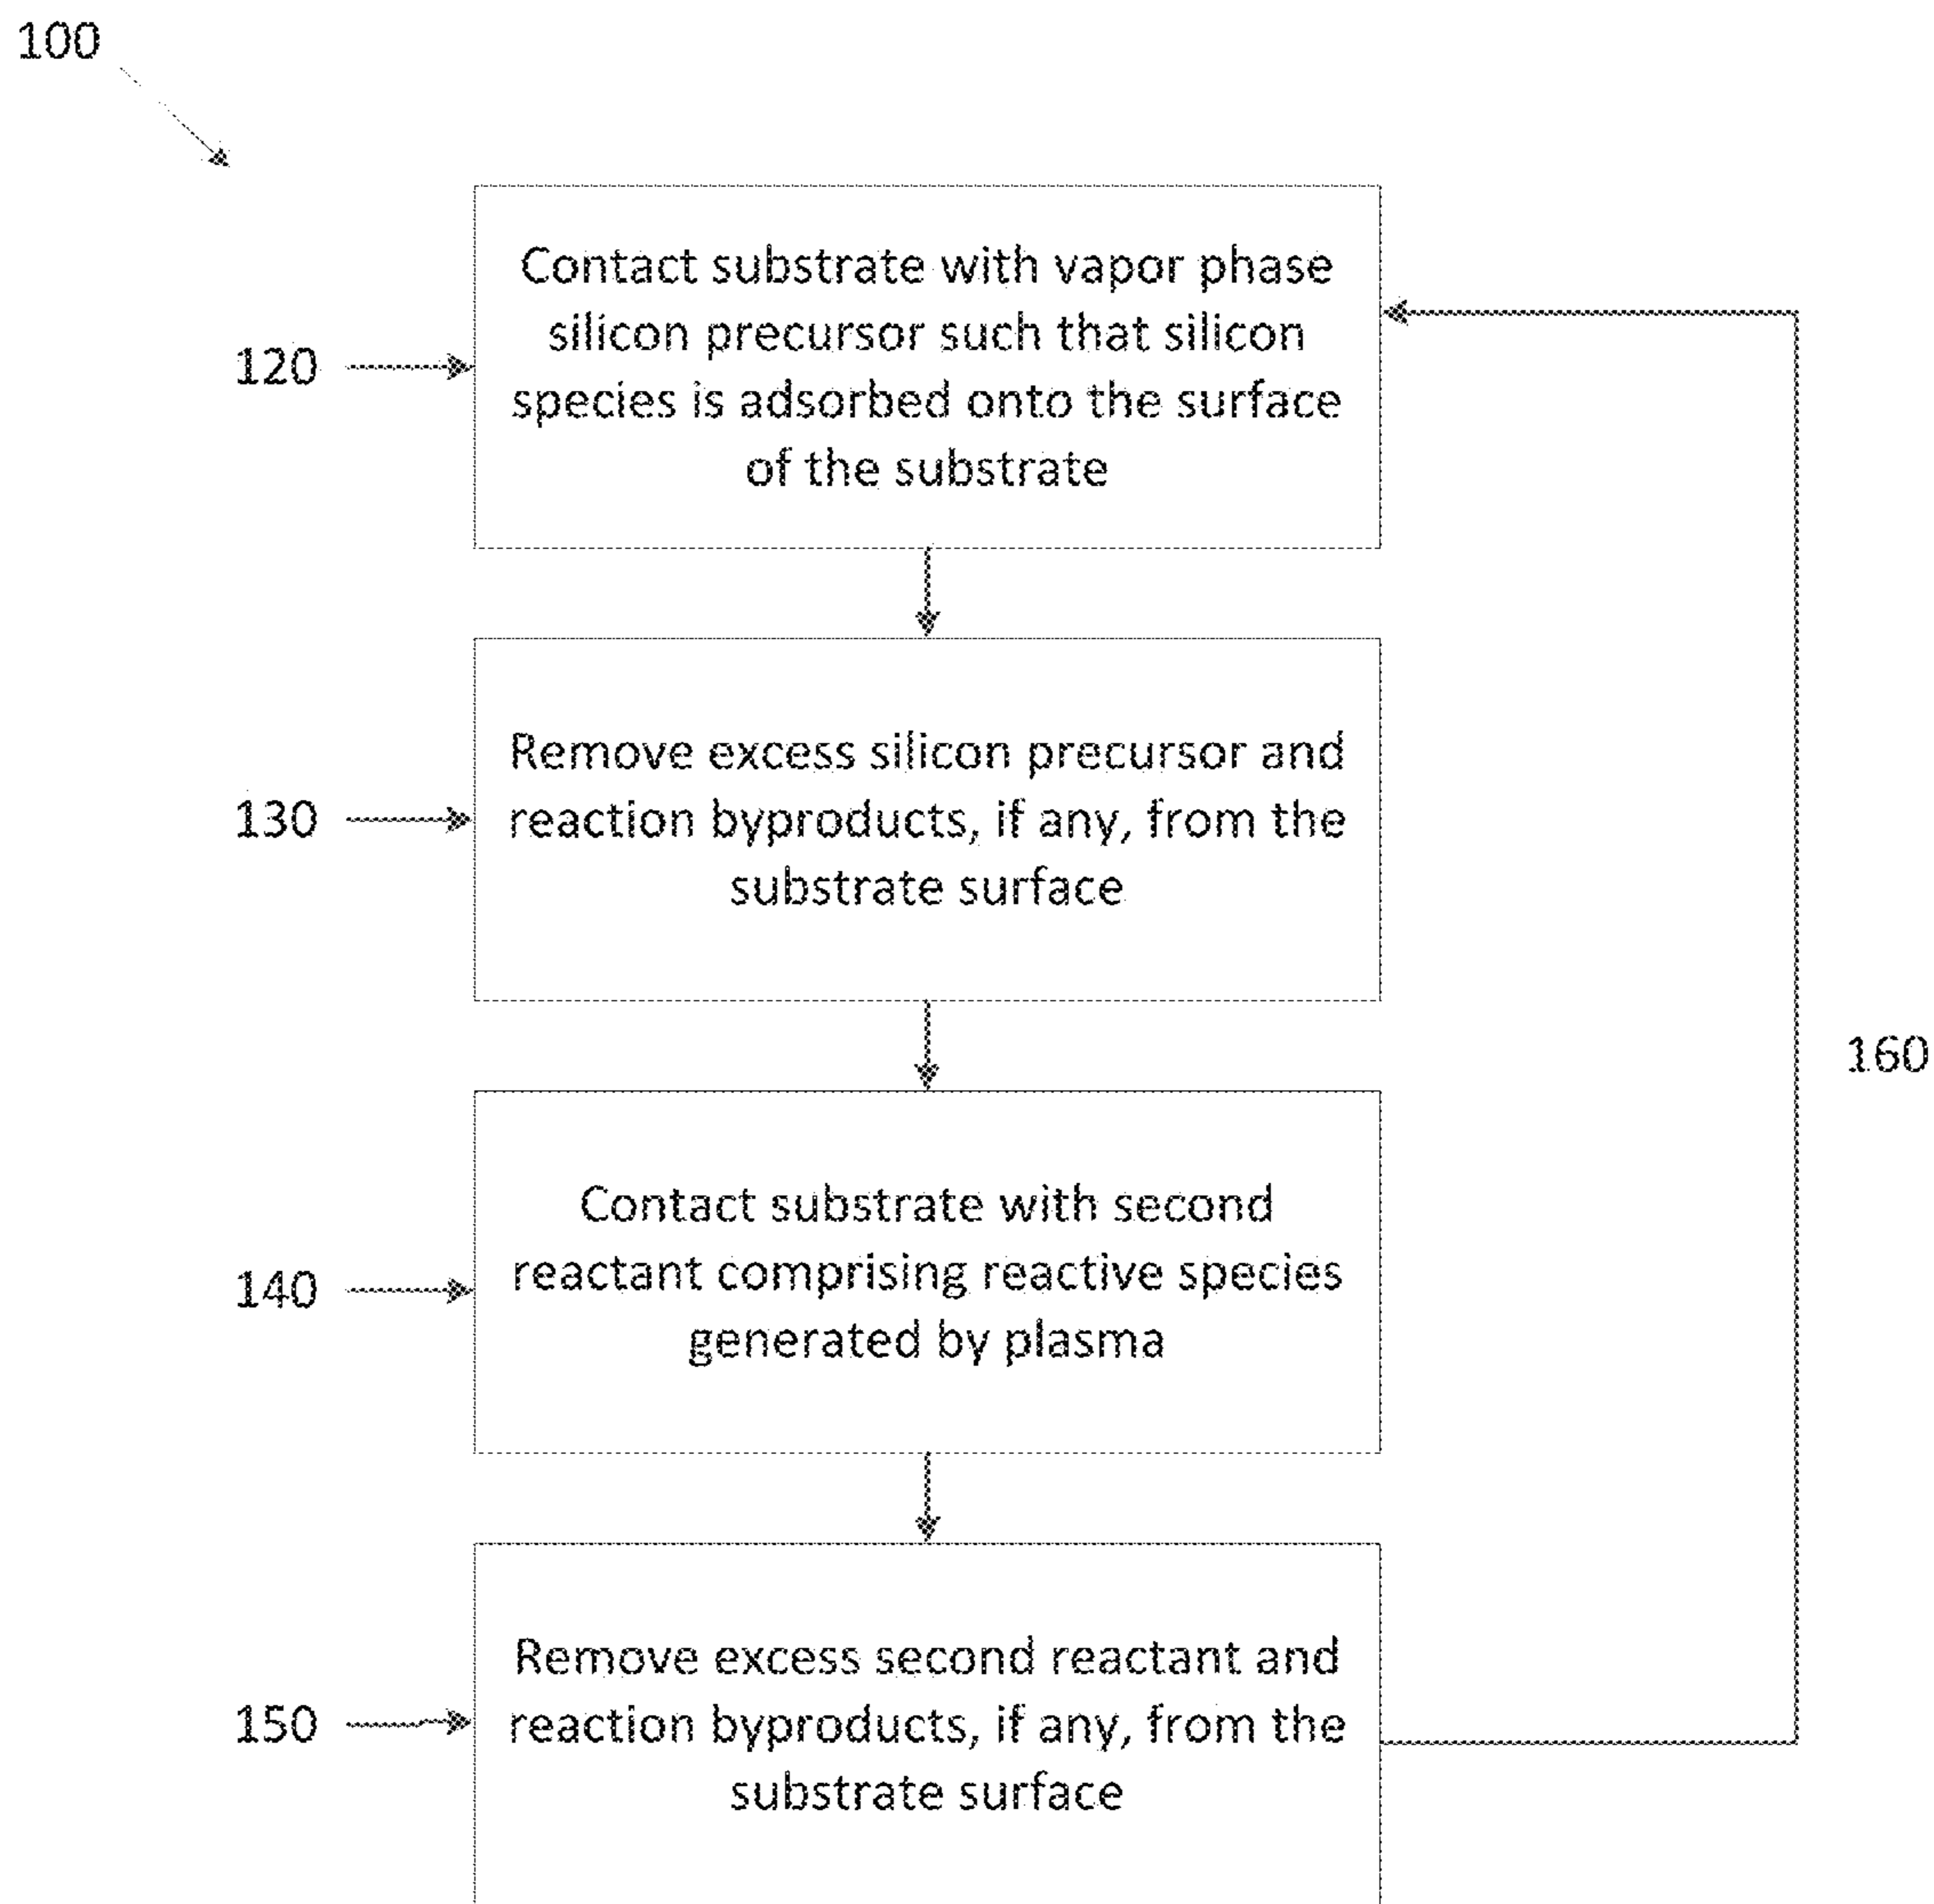 100
120
Contact substrate with vapor phase
silicon precursor such that silicon
species is adsorbed onto the surface
of the substrate
130
Remove excess silicon precursor and
reaction byproducts, if any, from the
substrate surface
160
140
Contact substrate with second
reactant comprising reactive species
generated by plasma
150
Remove excess second reactant and
reaction byproducts, if any, from the
substrate surface